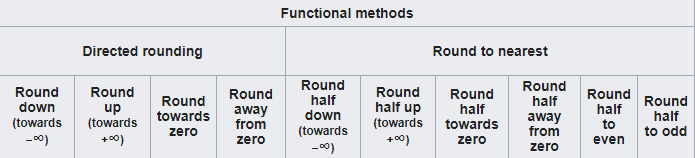 Functional methods
Directed rounding
Round to nearest
Round
down
(towards
−∞)
Round
up
(towards
+∞)
Round
towards
zero
Round
away
from
zero
Round
half
down
(towards
−∞)
Round
half up
(towards
+∞)
Round
half
towards
zero
Round
half
away
from
zero
Round
half
to
even
Round
half
to odd